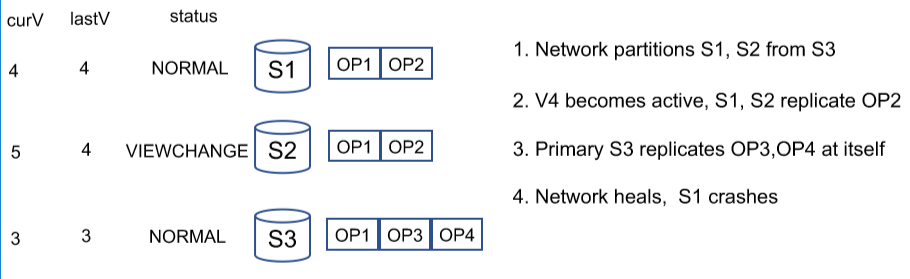 curV lastV status
4 4 NORMAL S1 OP1 OP2
5 4 VIEWCHANGE S2 OP1 OP2
3 3 NORMAL S3 OP1 OP3 OP4
1. Network partitions S1, S2 from S3
2. V4 becomes active, S1, S2 replicate OP2
3. Primary S3 replicates OP3,OP4 at itself
4. Network heals, S1 crashes